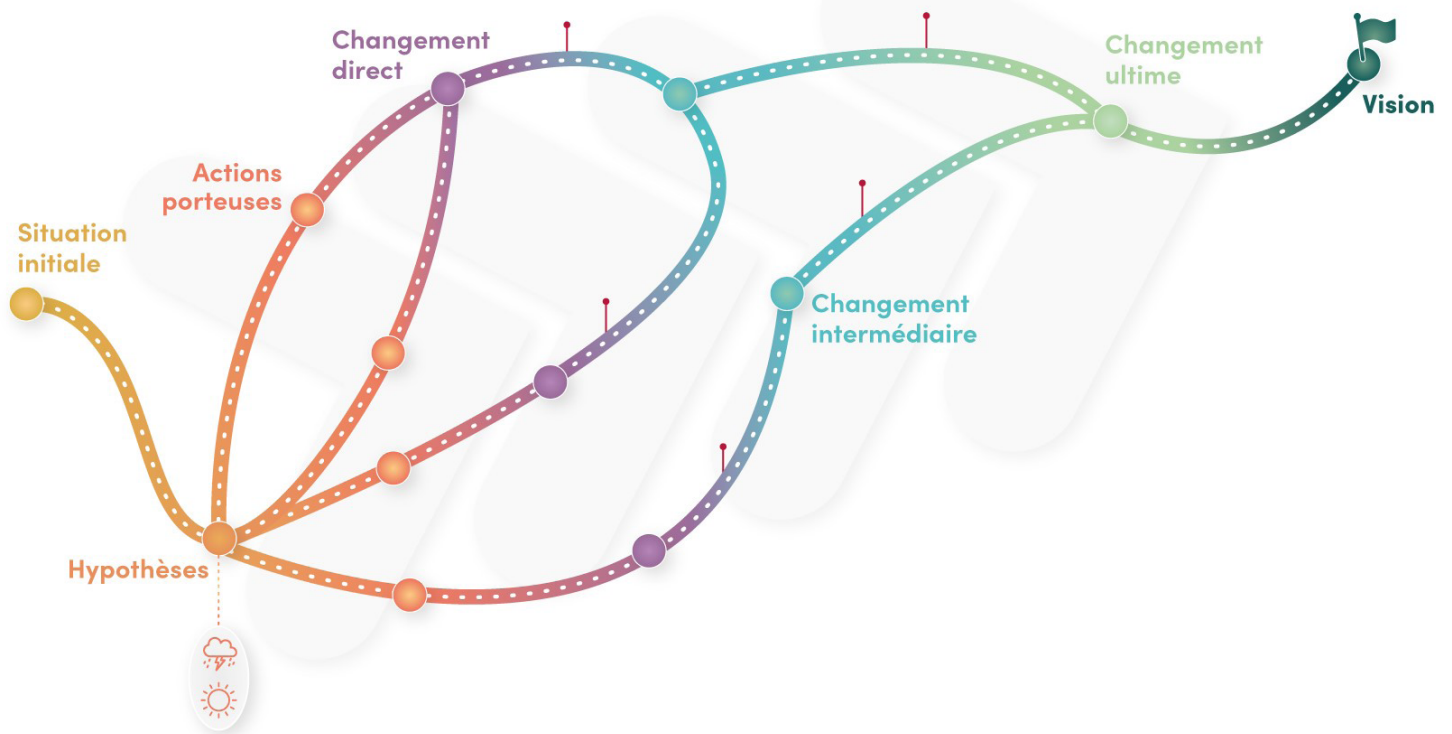 Situation
initiale
Hypothèses
Actions
porteuses
Changement
direct
Changement
intermédiaire
Changement
ultime
Vision